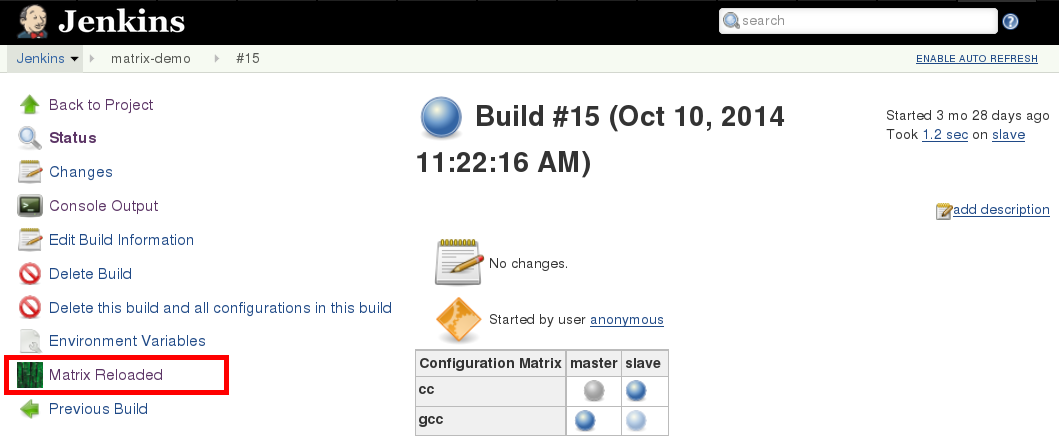 Jenkins
search
Jenkins
matrix-demo
#15
ENABLE AUTO REFRESH
Back to Project
Status
Changes
Console Output
Edit Build Information
Delete Build
Delete this build and all configurations in this build
Environment Variables
Matrix Reloaded
Previous Build
Build #15 (Oct 10, 2014
11:22:16 AM)
Started 3 mo 28 days ago
Took 1.2 sec on slave
add description
No changes.
Started by user anonymous
Configuration Matrix master slave
cc
gcc